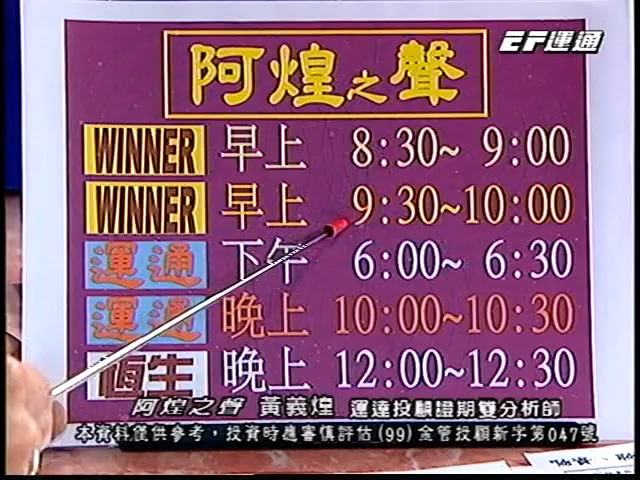 EF運通
阿煌之聲
WINNER 早上 8:30~ 9:00
WINNER 早上 9:30~10:00
運通 下午 6:00~ 6:30
運通 晚上 10:00~10:30
恆生 晚上 12:00~12:30
阿煌之聲 黃義煌 運達投顧證期雙分析師
本資料僅供參考，投資時應審慎評估 (99) 金管投顧新字第047號